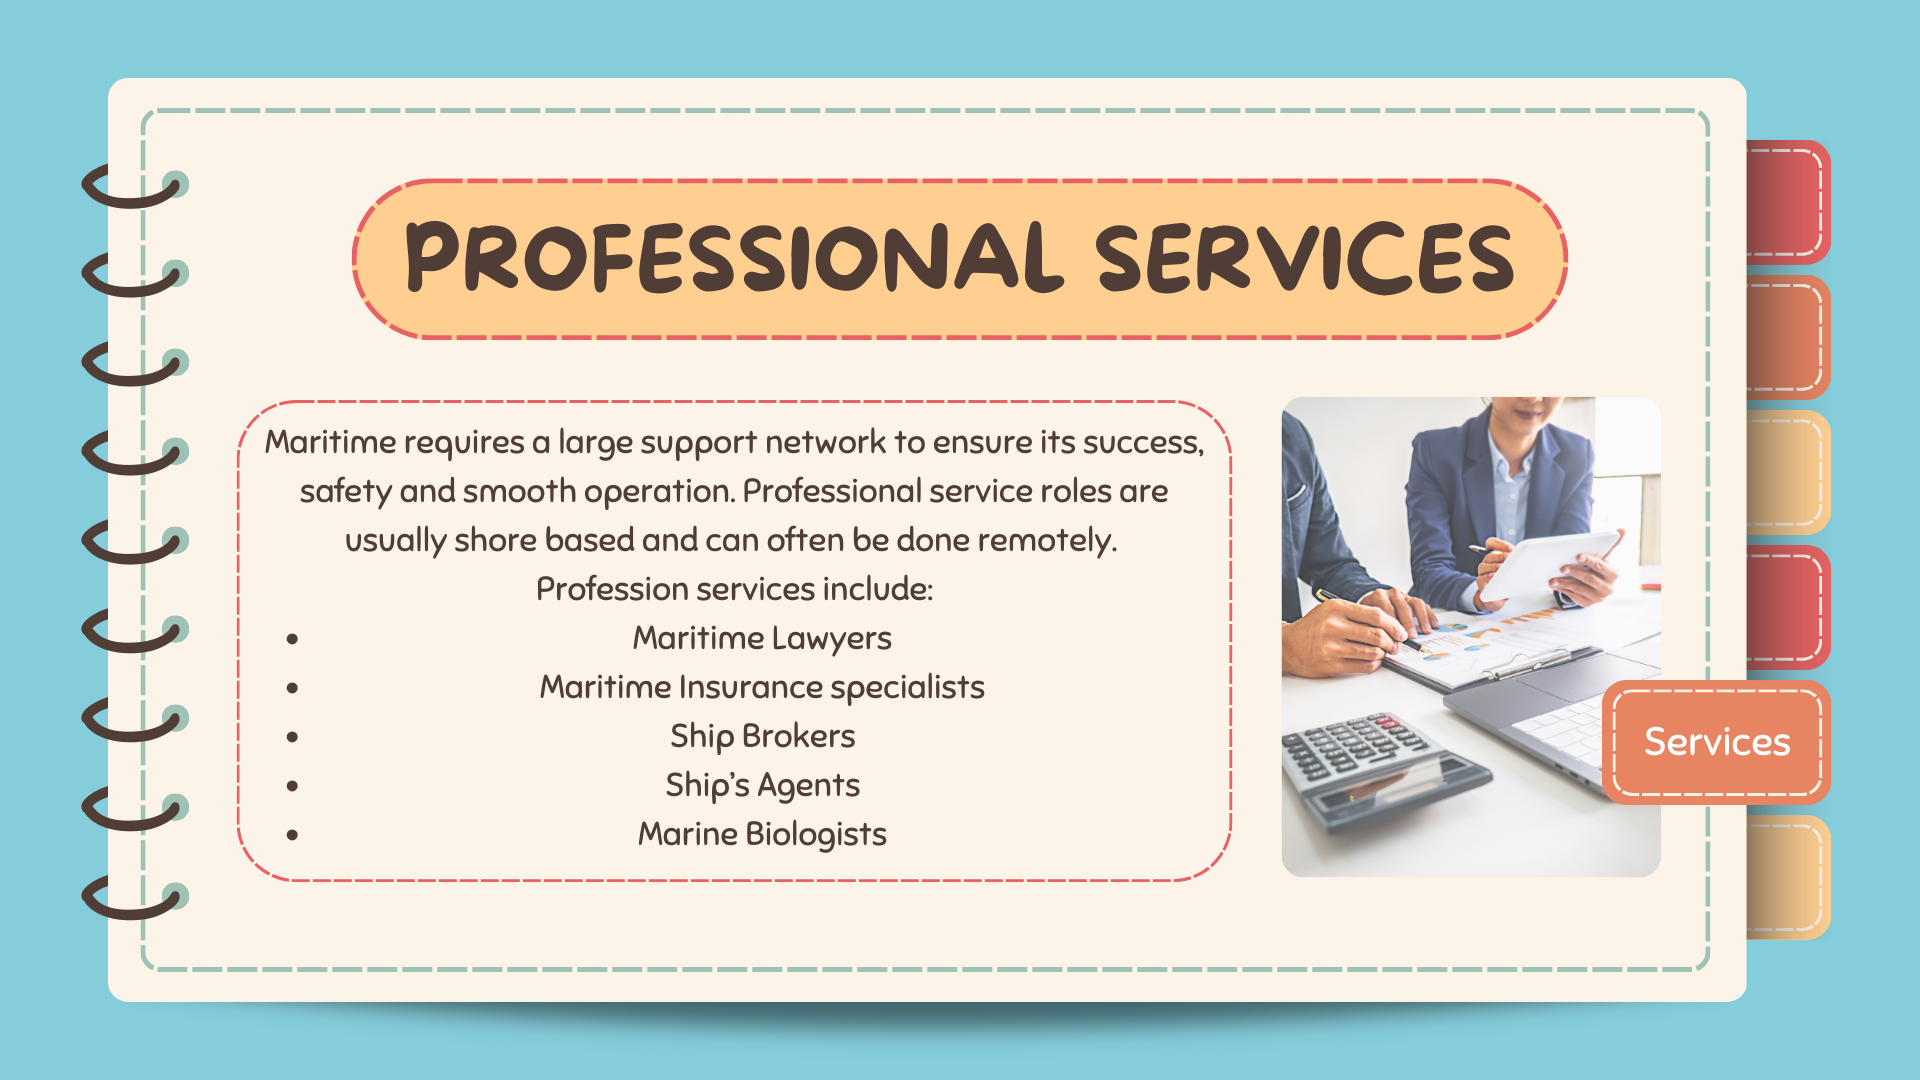 PROFESSIONAL SERVICES
Maritime requires a large support network to ensure its success,
safety and smooth operation. Professional service roles are
usually shore based and can often be done remotely.
Profession services include:
• Maritime Lawyers
• Maritime Insurance specialists
• Ship Brokers
• Ship’s Agents
• Marine Biologists
Services